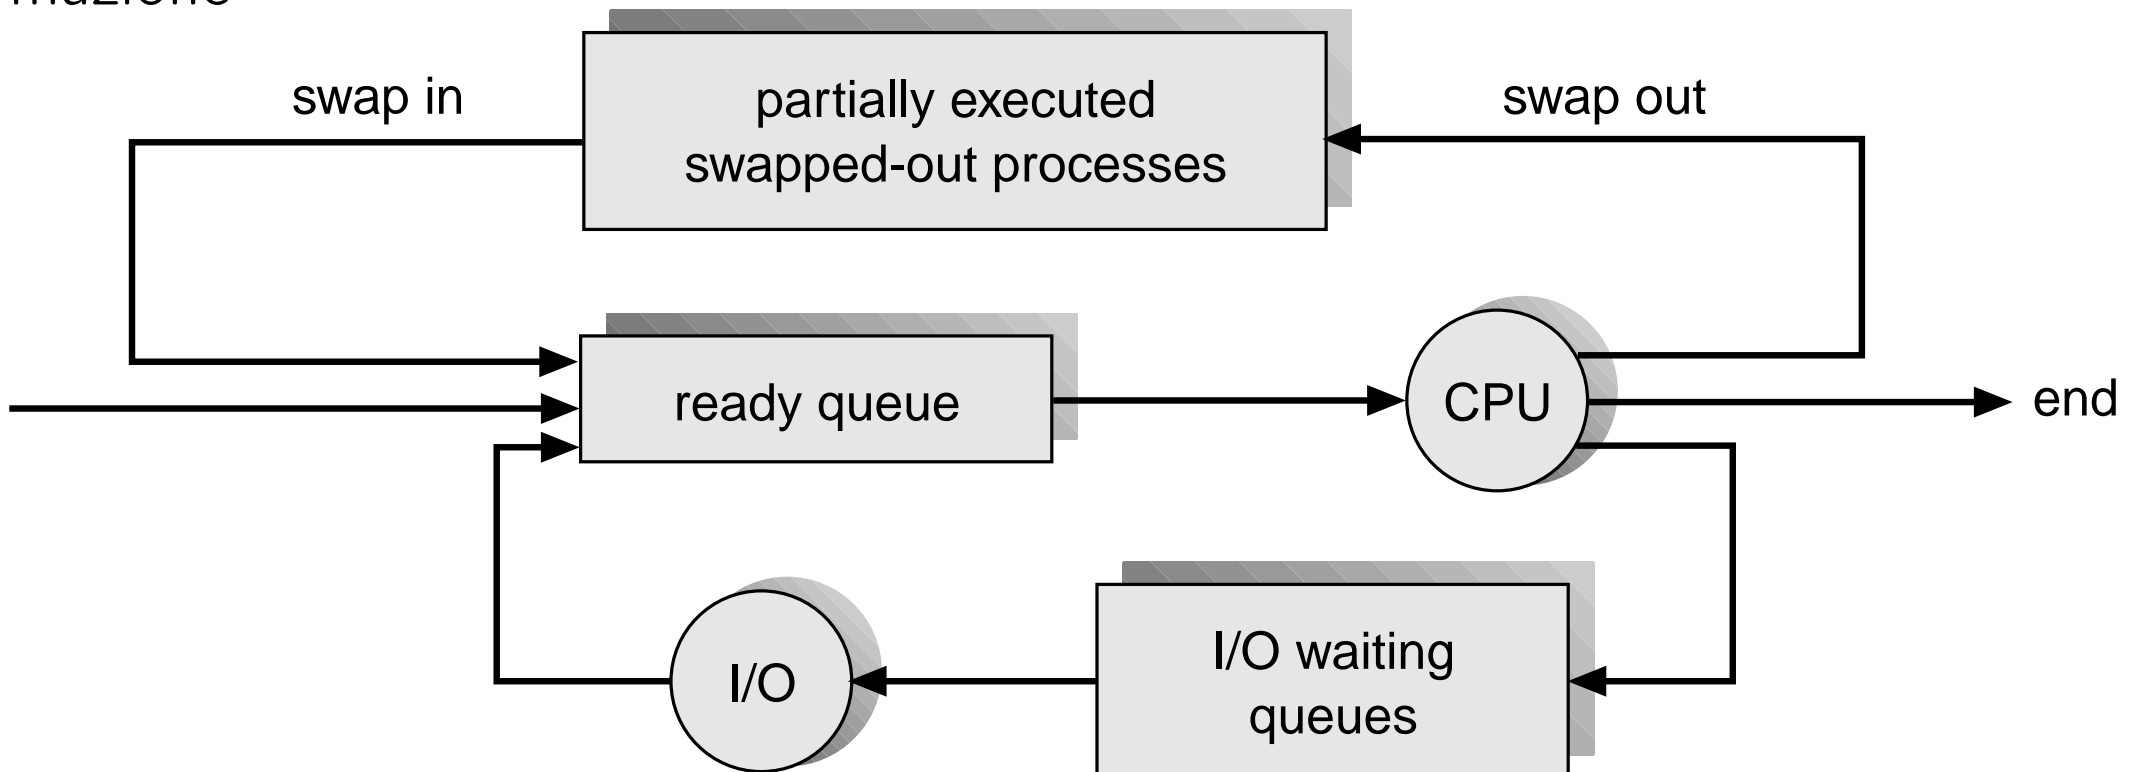 swap in
partially executed
swapped-out processes
swap out
ready queue
CPU
end
I/O
I/O waiting
queues